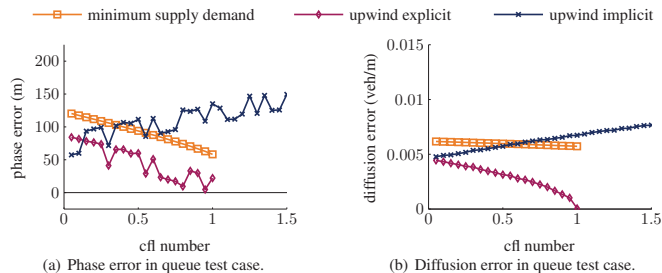 minimum supply demand upwind explicit upwind implicit
phase error (m)
200
150
100
50
0
0 0.5 1 1.5
cfl number
(a) Phase error in queue test case.
diffusion error (veh/m)
0.015
0.01
0.005
0
0 0.5 1 1.5
cfl number
(b) Diffusion error in queue test case.